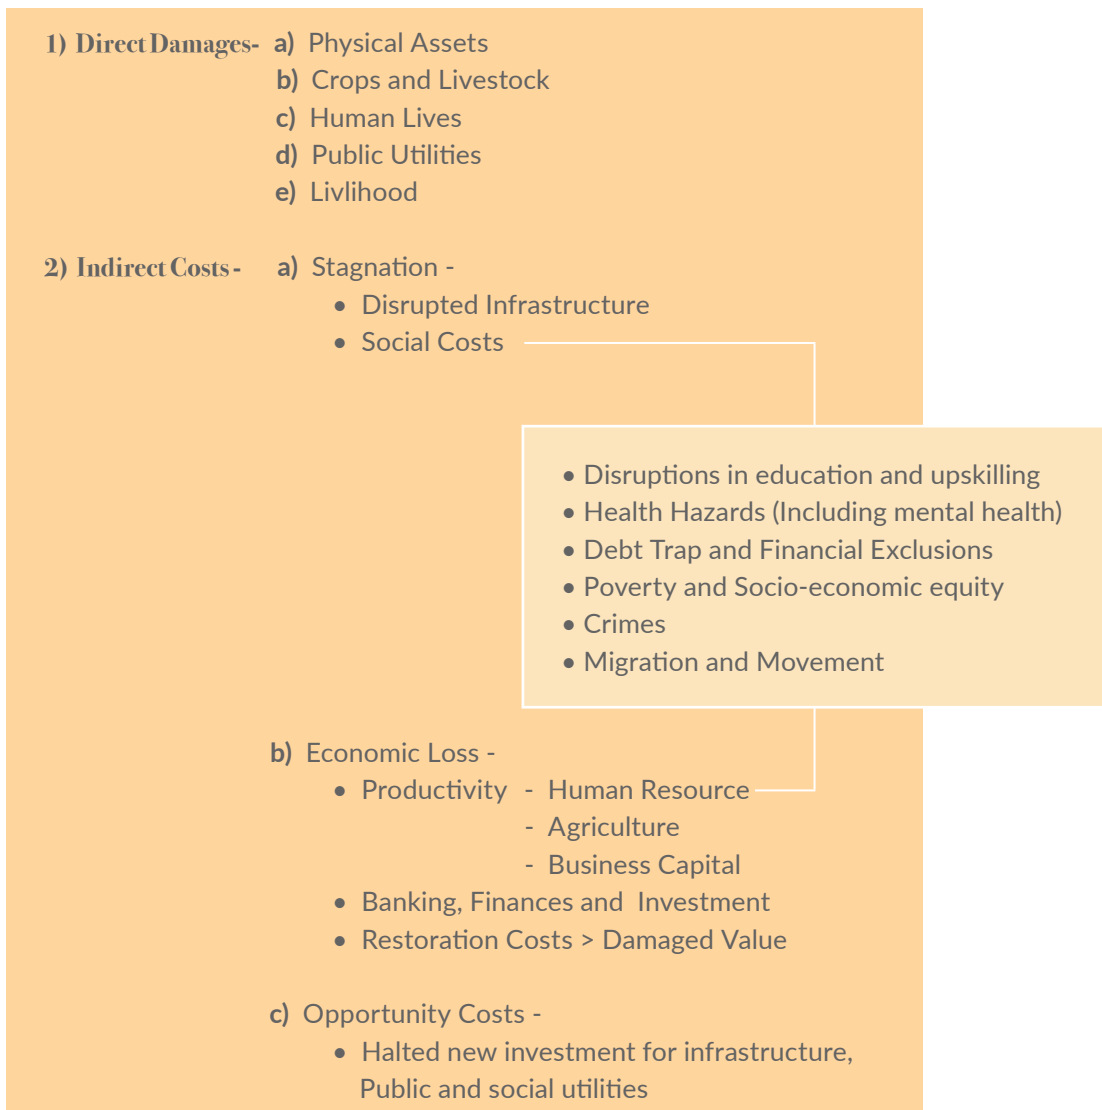 1) Direct Damages- a) Physical Assets
b) Crops and Livestock
c) Human Lives
d) Public Utilities
e) Livlihood
2) Indirect Costs - a) Stagnation -
• Disrupted Infrastructure
• Social Costs
• Disruptions in education and upskilling
• Health Hazards (Including mental health)
• Debt Trap and Financial Exclusions
• Poverty and Socio-economic equity
• Crimes
• Migration and Movement
b) Economic Loss -
• Productivity - Human Resource
- Agriculture
- Business Capital
• Banking, Finances and Investment
• Restoration Costs > Damaged Value
c) Opportunity Costs -
• Halted new investment for infrastructure,
Public and social utilities